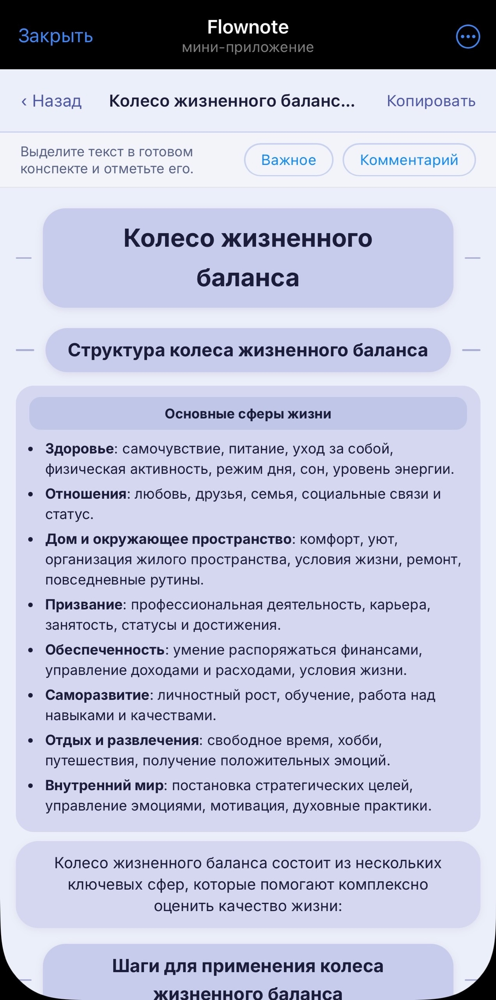 Закрыть
Flownote
мини-приложение
‹ Назад
Колесо жизненного баланс...
Копировать
Выделите текст в готовом
конспекте и отметьте его.
Важное
Комментарий
Колесо жизненного
баланса
Структура колеса жизненного баланса
Основные сферы жизни
• Здоровье: самочувствие, питание, уход за собой,
физическая активность, режим дня, сон, уровень энергии.
• Отношения: любовь, друзья, семья, социальные связи и
статус.
• Дом и окружающее пространство: комфорт, уют,
организация жилого пространства, условия жизни, ремонт,
повседневные рутины.
• Призвание: профессиональная деятельность, карьера,
занятость, статусы и достижения.
• Обеспеченность: умение распоряжаться финансами,
управление доходами и расходами, условия жизни.
• Саморазвитие: личностный рост, обучение, работа над
навыками и качествами.
• Отдых и развлечения: свободное время, хобби,
путешествия, получение положительных эмоций.
• Внутренний мир: постановка стратегических целей,
управление эмоциями, мотивация, духовные практики.
Колесо жизненного баланса состоит из нескольких
ключевых сфер, которые помогают комплексно
оценить качество жизни:
Шаги для применения колеса
жизненного баланса